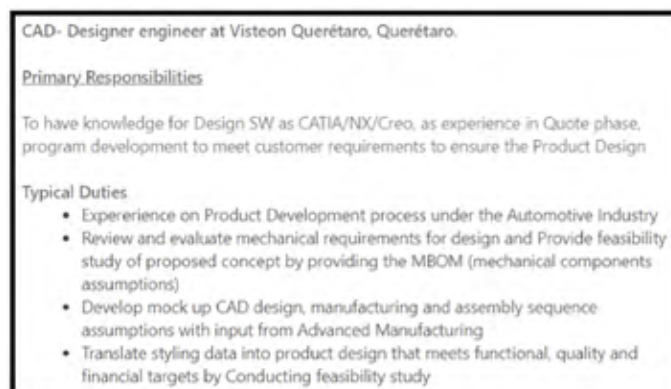 CAD- Designer engineer at Visteon Querétaro, Querétaro.
Primary Responsibilities
To have knowledge for Design SW as CATIA/NX/Creo, as experience in Quote phase,
program development to meet customer requirements to ensure the Product Design
Typical Duties
• Expererience on Product Development process under the Automotive Industry
• Review and evaluate mechanical requirements for design and Provide feasibility
study of proposed concept by providing the MBOM (mechanical components
assumptions)
• Develop mock up CAD design, manufacturing and assembly sequence
assumptions with input from Advanced Manufacturing
• Translate styling data into product design that meets functional, quality and
financial targets by Conducting feasibility study